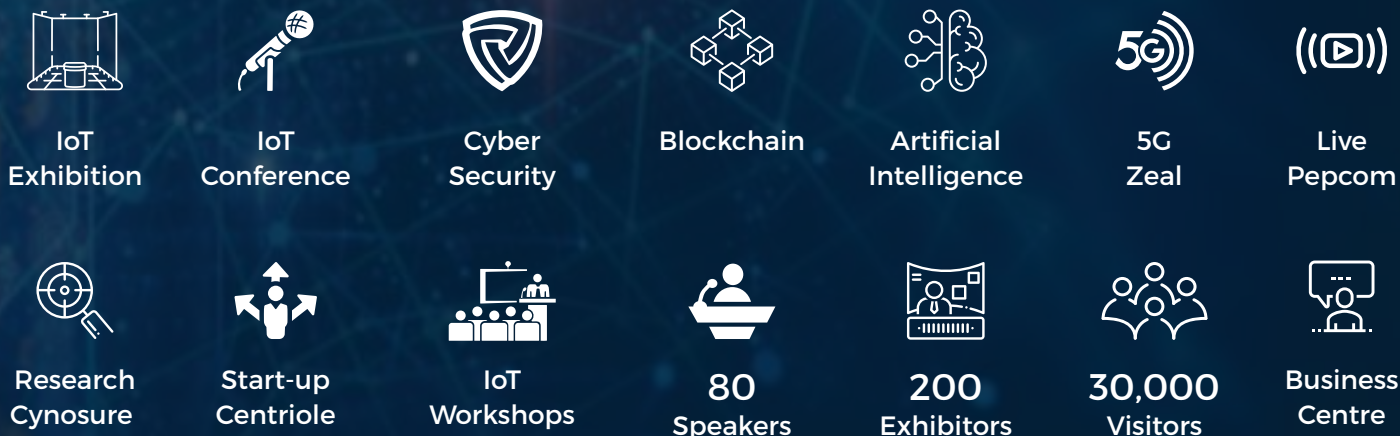 5G
IoT
Exhibition
IoT
Conference
Cyber
Security
Blockchain
Artificial
Intelligence
5G
Zeal
Live
Pepcom
Research
Cynosure
Start-up
Centriole
IoT
Workshops
80
Speakers
200
Exhibitors
30,000
Visitors
Business
Centre